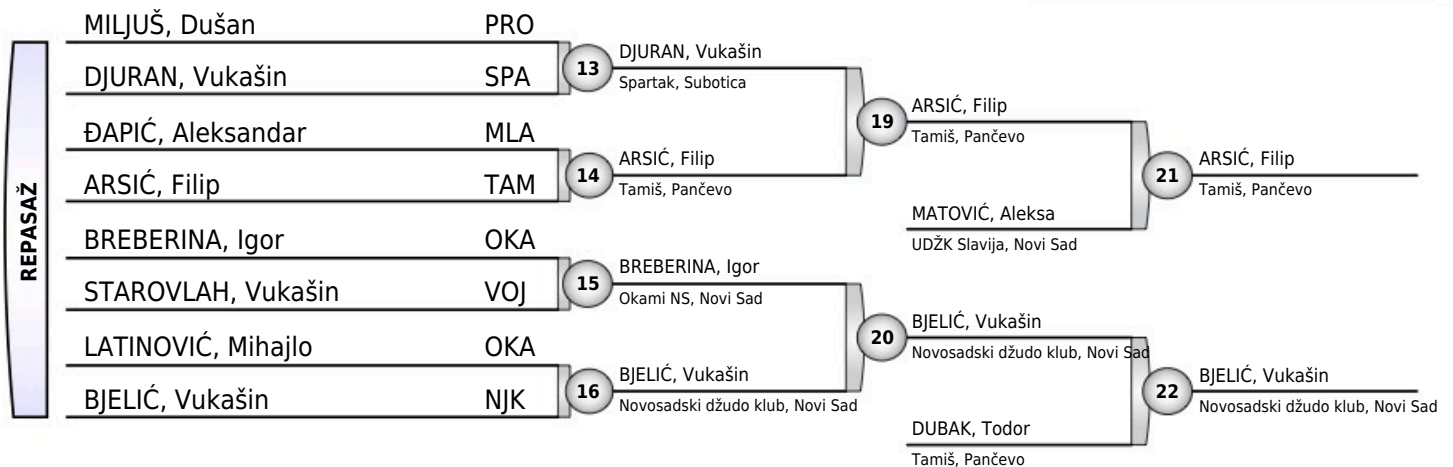 REPASAŽ
MILJUŠ, Dušan PRO
DJURAN, Vukašin SPA
ĐAPIĆ, Aleksandar MLA
ARSIĆ, Filip TAM
BREBERINA, Igor OKA
STAROVLAH, Vukašin VOJ
LATINOVIĆ, Mihajlo OKA
BJELIĆ, Vukašin NJK
13
DJURAN, Vukašin
Spartak, Subotica
14
ARSIĆ, Filip
Tamiš, Pančevo
15
BREBERINA, Igor
Okami NS, Novi Sad
16
BJELIĆ, Vukašin
Novosadski džudo klub, Novi Sad
19
ARSIĆ, Filip
Tamiš, Pančevo
MATOVIĆ, Aleksa
UDŽK Slavija, Novi Sad
20
BJELIĆ, Vukašin
Novosadski džudo klub, Novi Sad
DUBAK, Todor
Tamiš, Pančevo
21
ARSIĆ, Filip
Tamiš, Pančevo
22
BJELIĆ, Vukašin
Novosadski džudo klub, Novi Sad